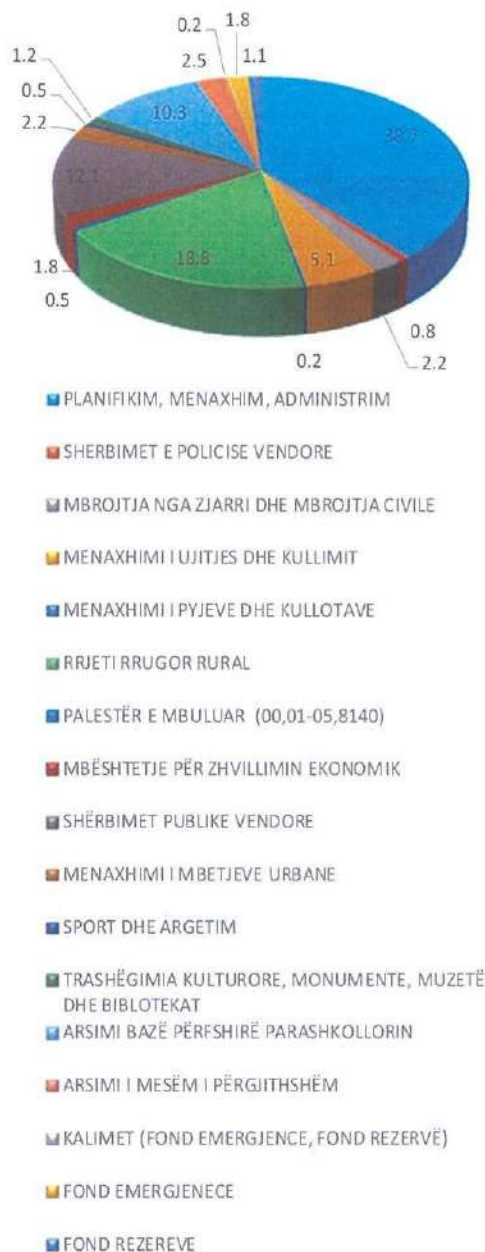 0.2
1.8
1.2
2.5
1.1
0.5
10.3
38.7
2.2
12.1
1.8
18.8
5.1
0.5
0.8
0.2
2.2
PLANIFIKIM, MENAXHIM, ADMINISTRIM
SHERBIMET E POLICISE VENDORE
MBROJTJA NGA ZJARRI DHE MBROJTJA CIVILE
MENAXHIMI I UJITJES DHE KULLIMIT
MENAXHIMI I PYJEVE DHE KULLOTAVE
RRJETI RRUGOR RURAL
PALESTËR E MBULUAR (00,01-05,8140)
MBËSHTETJE PËR ZHVILLIMIN EKONOMIK
SHËRBIMET PUBLIKE VENDORE
MENAXHIMI I MBETJEVE URBANE
SPORT DHE ARGETIM
TRASHËGIMIA KULTURORE, MONUMENTE, MUZETË
DHE BIBLOTEKAT
ARSIMI BAZË PËRFSHIRË PARASHKOLLORIN
ARSIMI I MESËM I PËRGJITHSHËM
KALIMET (FOND EMERGJENCE, FOND REZERVË)
FOND EMERGJENECE
FOND REZEREVE